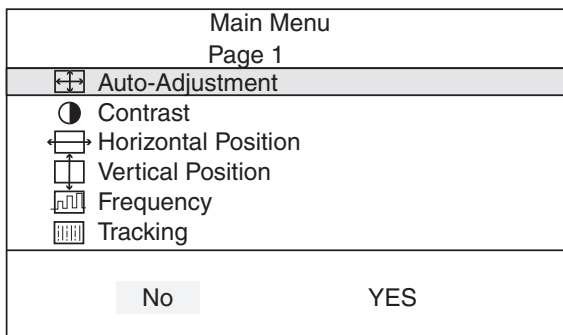 Main Menu
Page 1
Auto-Adjustment
Contrast
Horizontal Position
Vertical Position
Frequency
Tracking
No YES